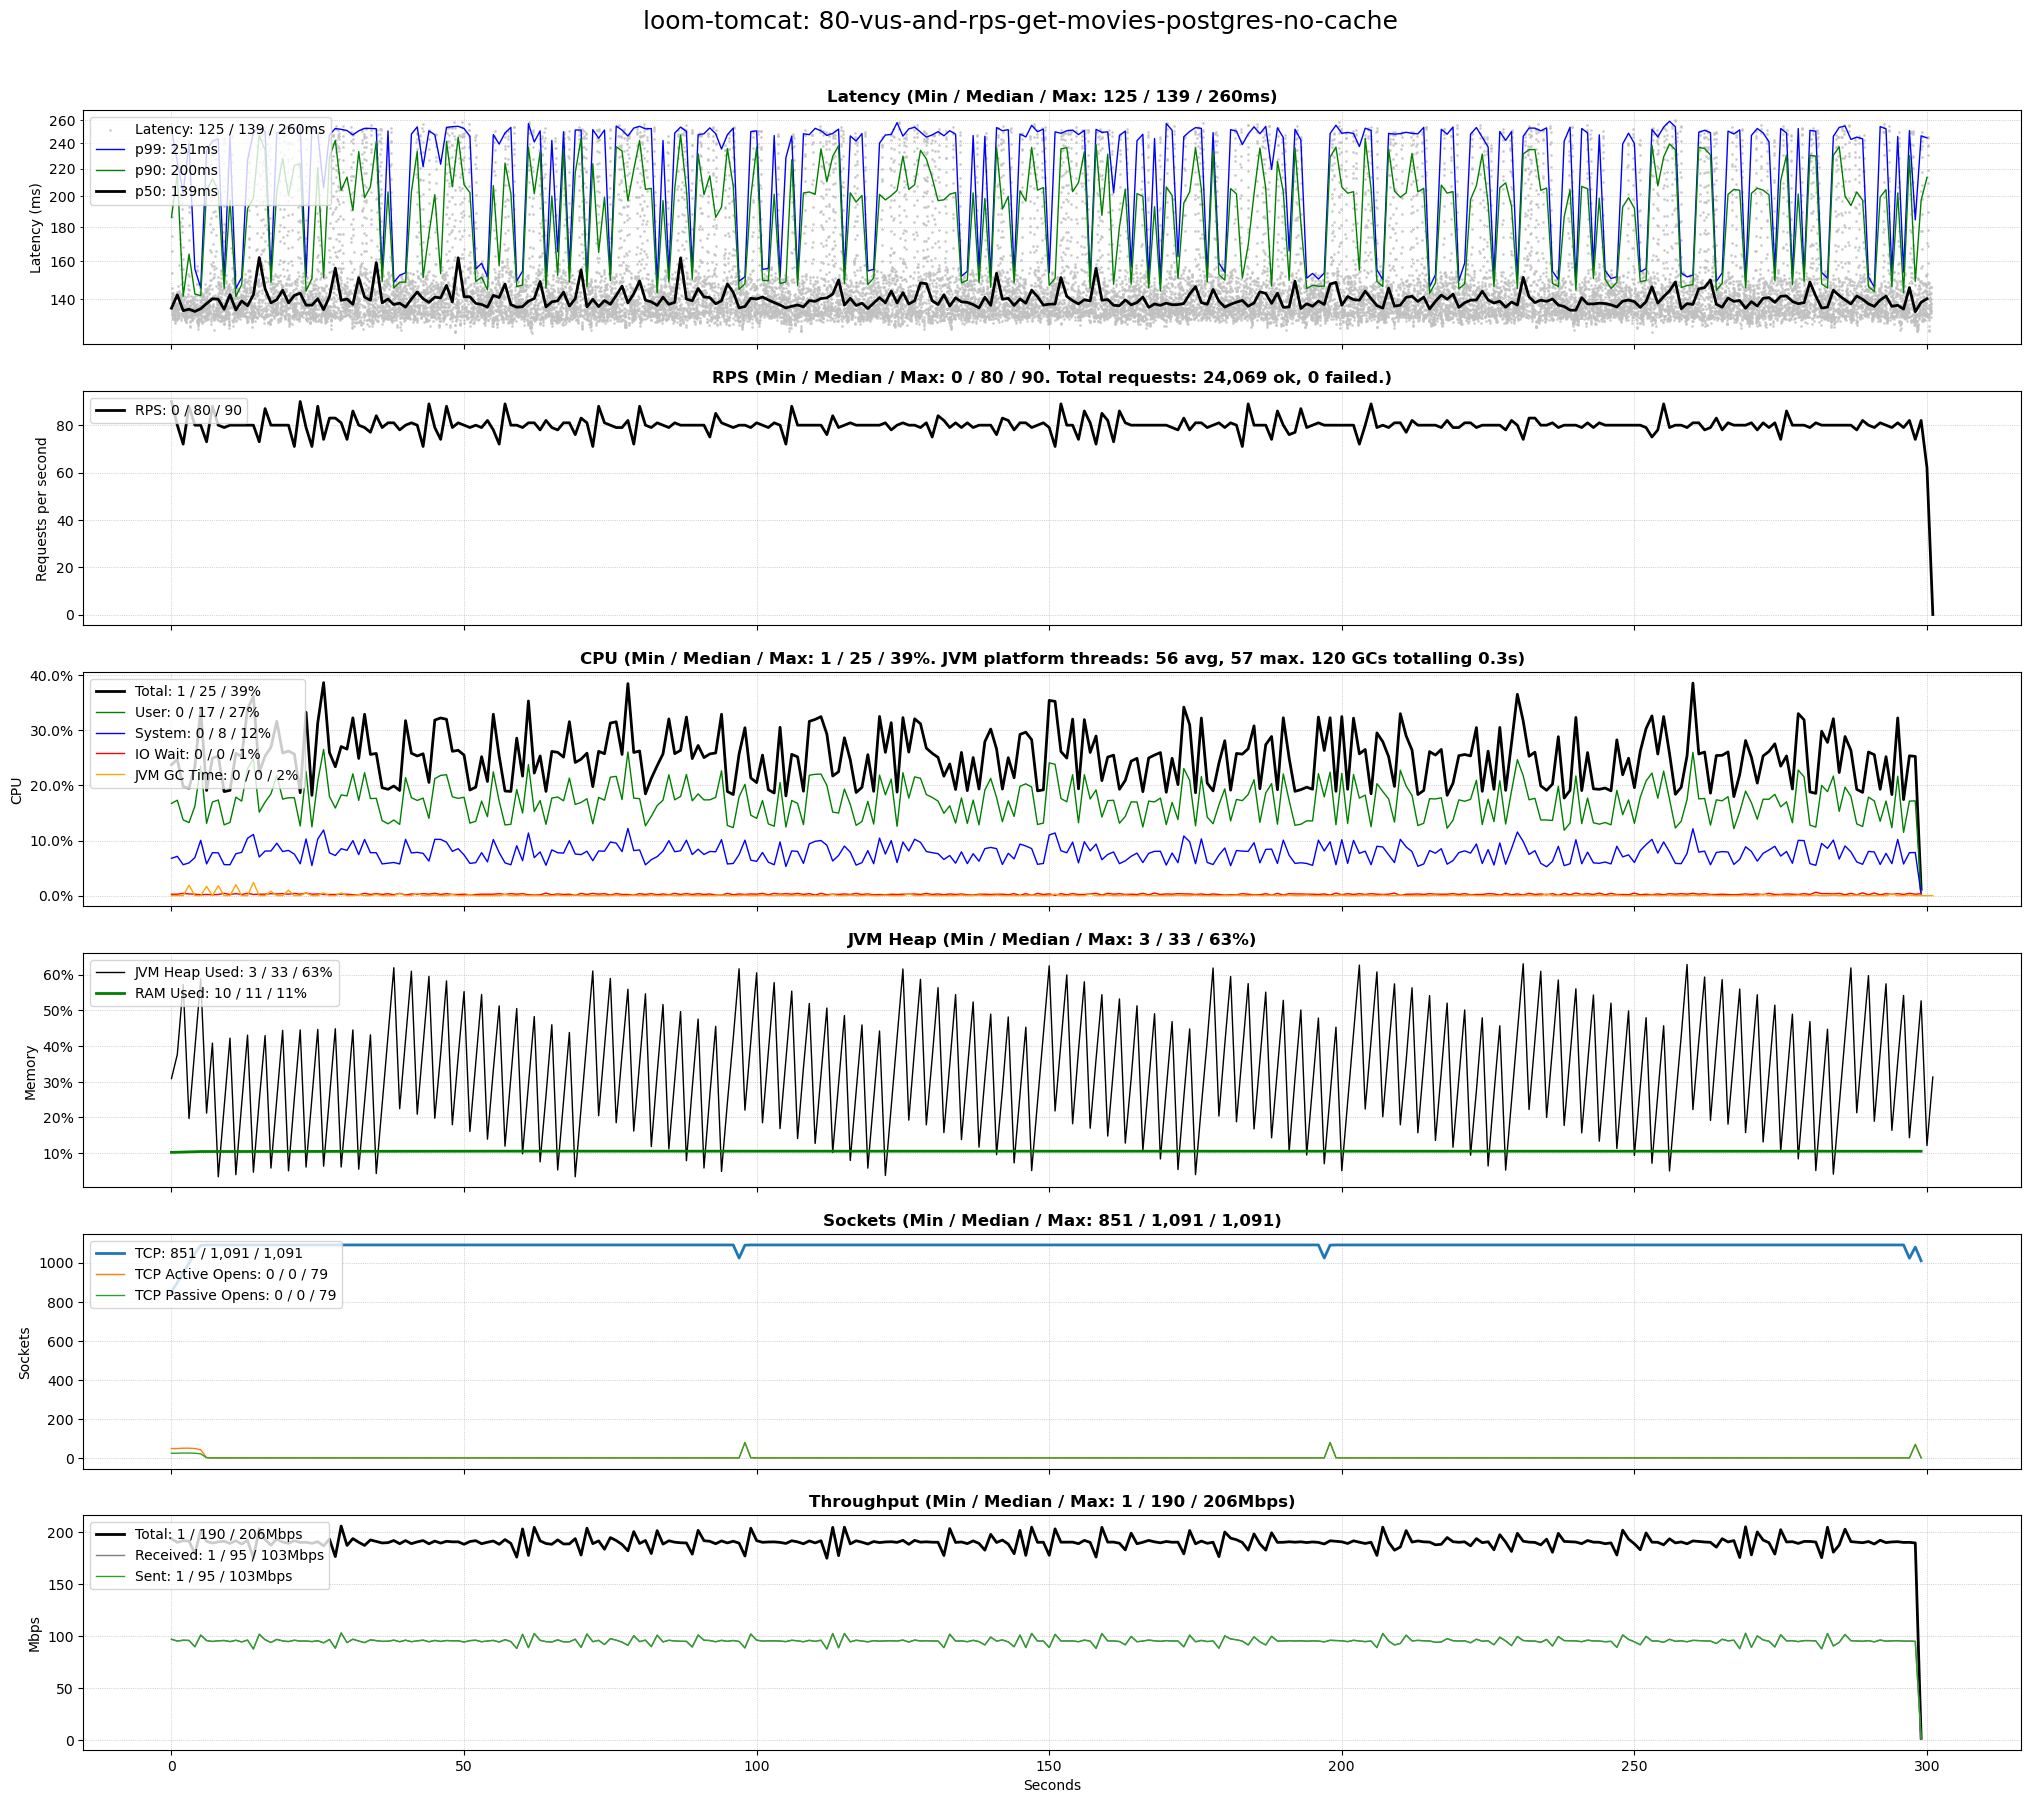 loom-tomcat: 80-vus-and-rps-get-movies-postgres-no-cache
Latency (Min / Median / Max: 125 / 139 / 260ms)
Latency: 125 / 139 / 260ms
p99: 251ms
p90: 200ms
p50: 139ms
Latency (ms)
260
240
220
200
180
160
140
RPS (Min / Median / Max: 0 / 80 / 90. Total requests: 24,069 ok, 0 failed.)
RPS: 0 / 80 / 90
Requests per second
80
60
40
20
0
CPU (Min / Median / Max: 1 / 25 / 39%. JVM platform threads: 56 avg, 57 max. 120 GCs totalling 0.3s)
Total: 1 / 25 / 39%
User: 0 / 17 / 27%
System: 0 / 8 / 12%
IO Wait: 0 / 0 / 1%
JVM GC Time: 0 / 0 / 2%
CPU
40.0%
30.0%
20.0%
10.0%
0.0%
JVM Heap (Min / Median / Max: 3 / 33 / 63%)
JVM Heap Used: 3 / 33 / 63%
RAM Used: 10 / 11 / 11%
Memory
60%
50%
40%
30%
20%
10%
Sockets (Min / Median / Max: 851 / 1,091 / 1,091)
TCP: 851 / 1,091 / 1,091
TCP Active Opens: 0 / 0 / 79
TCP Passive Opens: 0 / 0 / 79
Sockets
1000
800
600
400
200
0
Throughput (Min / Median / Max: 1 / 190 / 206Mbps)
Total: 1 / 190 / 206Mbps
Received: 1 / 95 / 103Mbps
Sent: 1 / 95 / 103Mbps
Mbps
200
150
100
50
0
0 50 100 150 200 250 300
Seconds